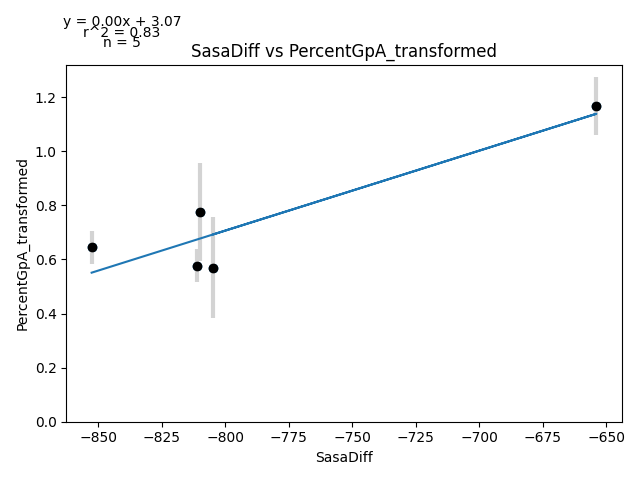 y = 0.00x + 3.07
r^2 = 0.83
n = 5
SasaDiff vs PercentGpA_transformed
PercentGpA_transformed
1.2
1.0
0.8
0.6
0.4
0.2
0.0
−850
−825
−800
−775
−750
−725
−700
−675
−650
SasaDiff